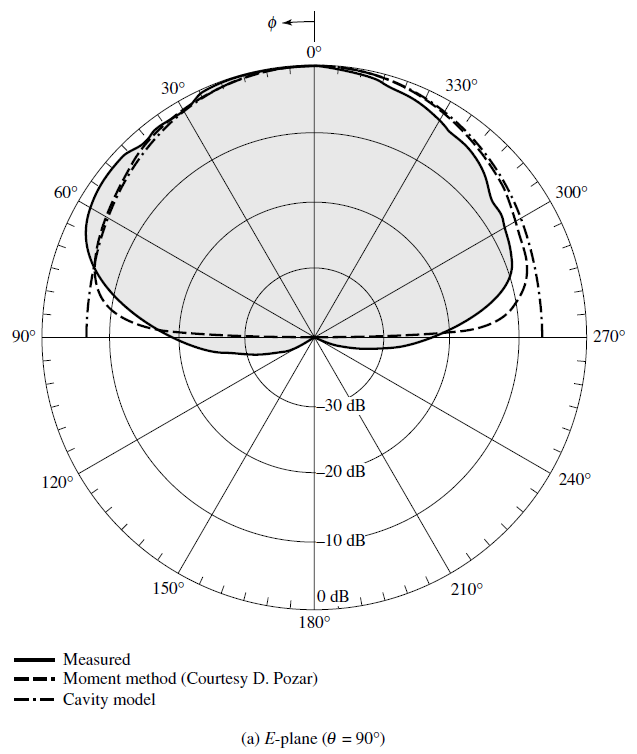 ϕ
0°
30°
330°
60°
300°
90°
270°
–30 dB
120°
–20 dB
240°
–10 dB
150°
0 dB
210°
180°
Measured
Moment method (Courtesy D. Pozar)
Cavity model
(a) E-plane (θ = 90°)